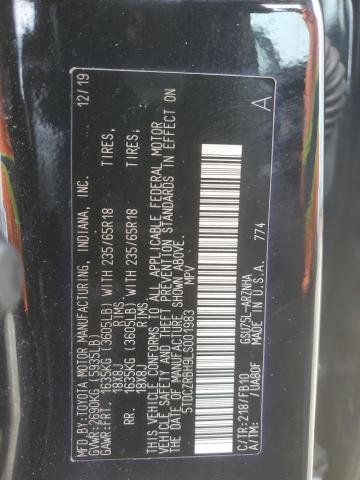 MFD.BY:TOYOTA MOTOR MANUFACTURING, INDIANA, INC. 12/19
GVWR:2690KG (5935LB)
GAWR:FRT. 1635KG (3605LB) WITH 235/65R18 TIRES,
18X8J RIMS,
RR. 1635KG (3605LB) WITH 235/65R18 TIRES,
18X8J RIMS,
THIS VEHICLE CONFORMS TO ALL APPLICABLE FEDERAL MOTOR
VEHICLE SAFETY STANDARDS IN EFFECT ON
THE DATE OF MANUFACTURE SHOWN ABOVE.
5TDCZRBH9LS001983 MPV
A
C/TR:218/FB10 GSU75L-ARZNHA
A/TM: /UA80F MADE IN U.S.A. 774